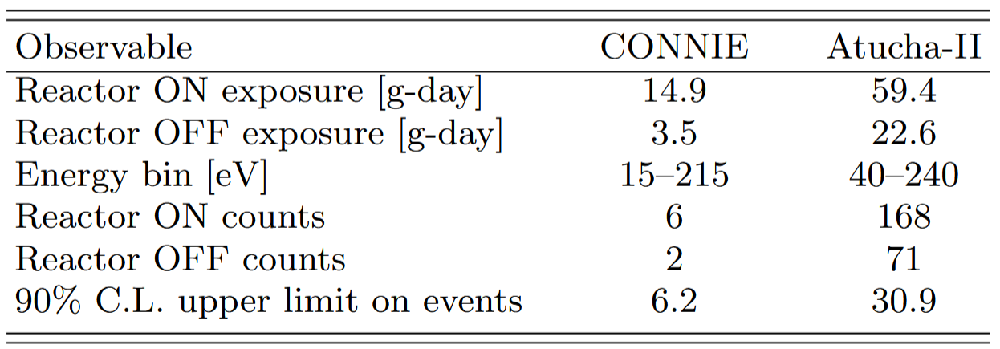 Observable CONNIE Atucha-II
Reactor ON exposure [g-day] 14.9 59.4
Reactor OFF exposure [g-day] 3.5 22.6
Energy bin [eV] 15–215 40–240
Reactor ON counts 6 168
Reactor OFF counts 2 71
90% C.L. upper limit on events 6.2 30.9